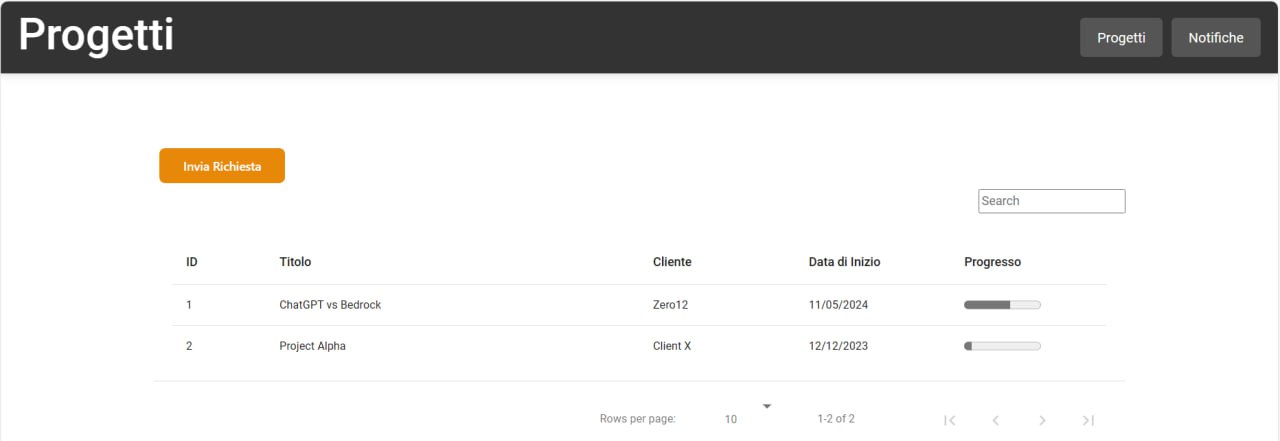 Progetti
Progetti Notifiche
Invia Richiesta
Search
ID Titolo Cliente Data di Inizio Progresso
1 ChatGPT vs Bedrock Zero12 11/05/2024
2 Project Alpha Client X 12/12/2023
Rows per page: 10 1-2 of 2